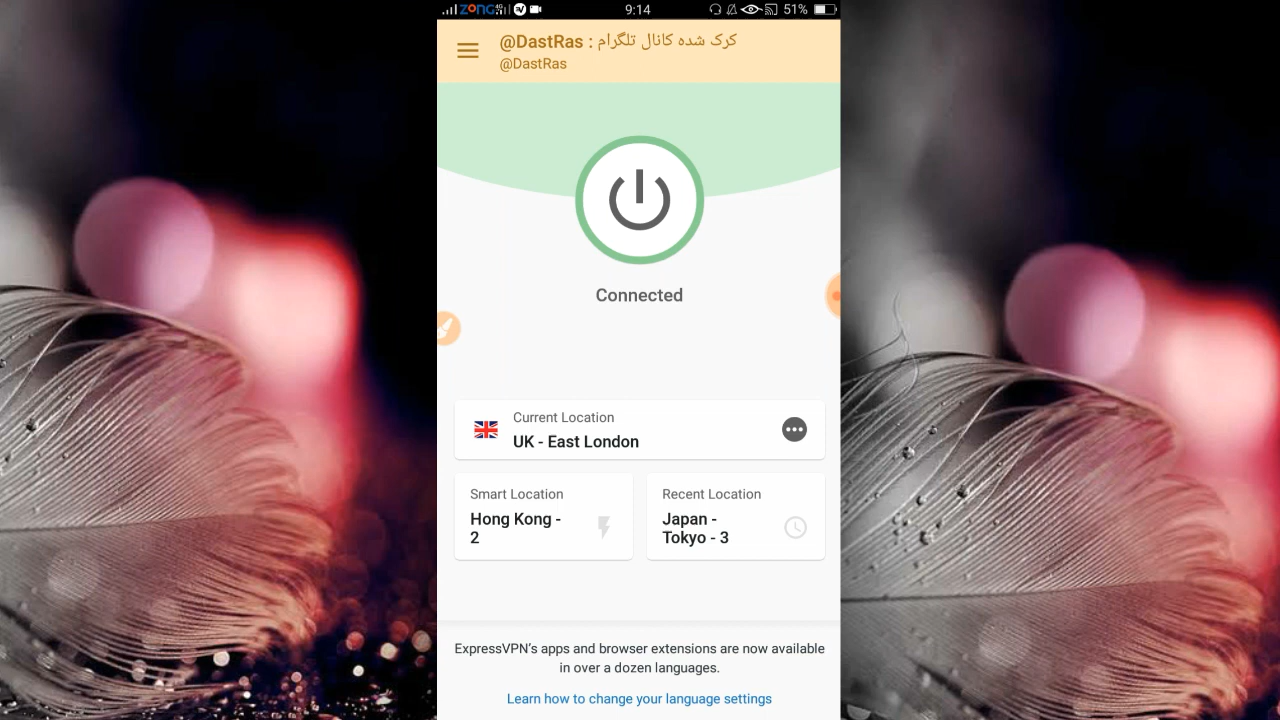 ZONG 4G 9:14 51%
@DastRas : کرک شده کانال تلگرام
@DastRas
Connected
Current Location
UK - East London
Smart Location
Hong Kong -
2
Recent Location
Japan -
Tokyo - 3
ExpressVPN’s apps and browser extensions are now available
in over a dozen languages.
Learn how to change your language settings